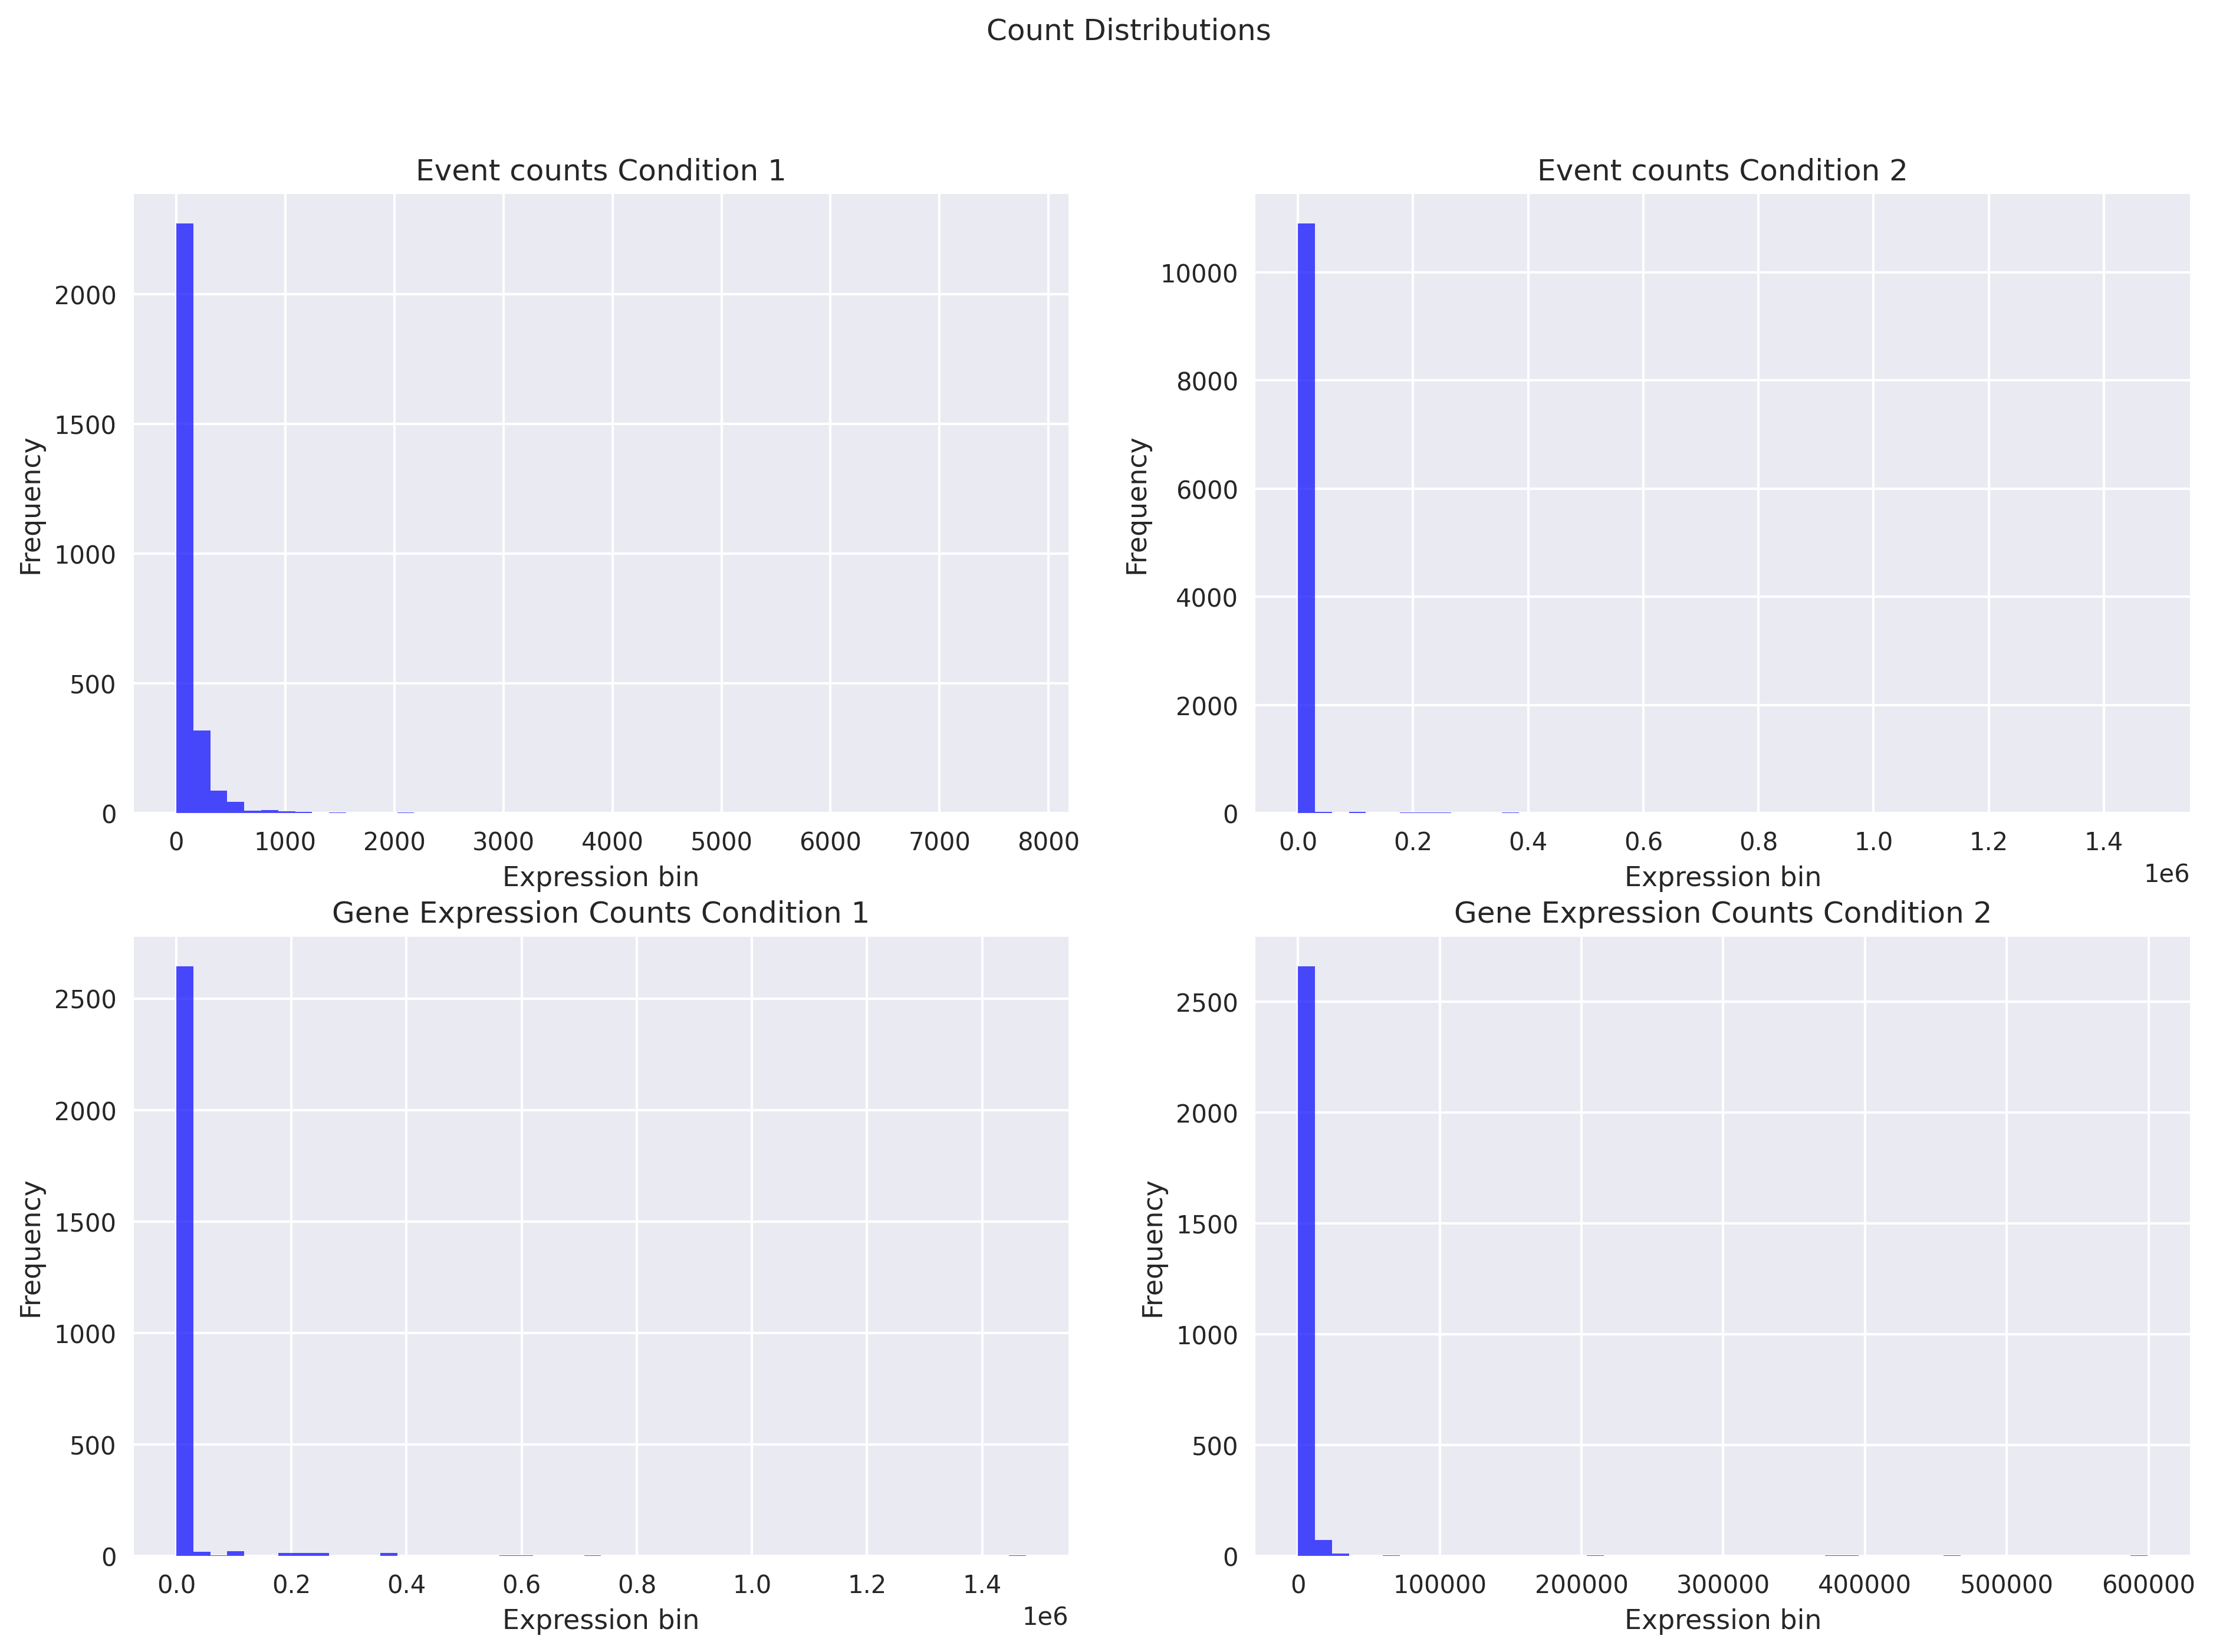 Count Distributions
Event counts Condition 1
Frequency
2000
1500
1000
500
0
0 1000 2000 3000 4000 5000 6000 7000 8000
Expression bin
Event counts Condition 2
Frequency
10000
8000
6000
4000
2000
0
0.0 0.2 0.4 0.6 0.8 1.0 1.2 1.4
1e6
Expression bin
Gene Expression Counts Condition 1
Frequency
2500
2000
1500
1000
500
0
0.0 0.2 0.4 0.6 0.8 1.0 1.2 1.4
1e6
Expression bin
Gene Expression Counts Condition 2
Frequency
2500
2000
1500
1000
500
0
0 100000 200000 300000 400000 500000 600000
Expression bin